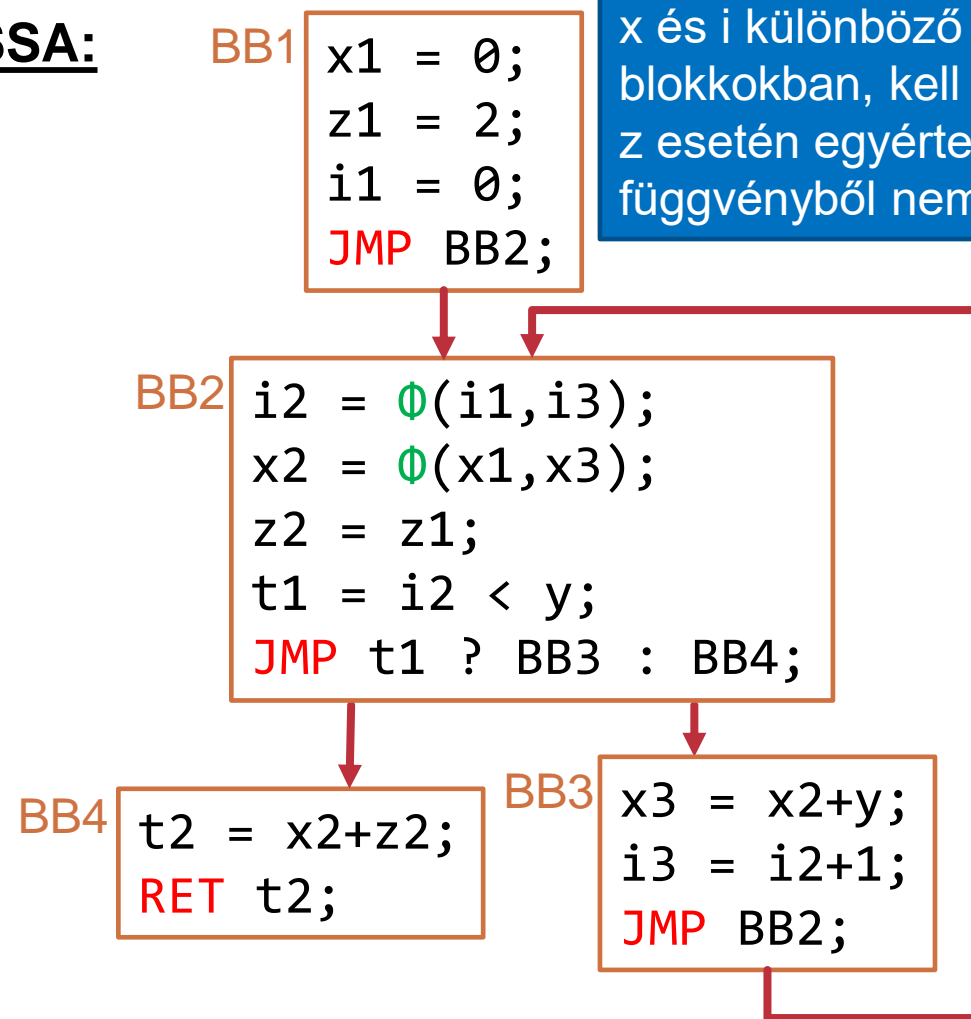 SSA:
BB1
x1 = 0;
z1 = 2;
i1 = 0;
JMP BB2;
x és i különböző
blokkokban, kell
z esetén
függvényből
BB2
i2 = Φ(i1,i3);
x2 = Φ(x1,x3);
z2 = z1;
t1 = i2 < y;
JMP t1 ? BB3 : BB4;
BB4
t2 = x2+z2;
RET t2;
BB3
x3 = x2+y;
i3 = i2+1;
JMP BB2;